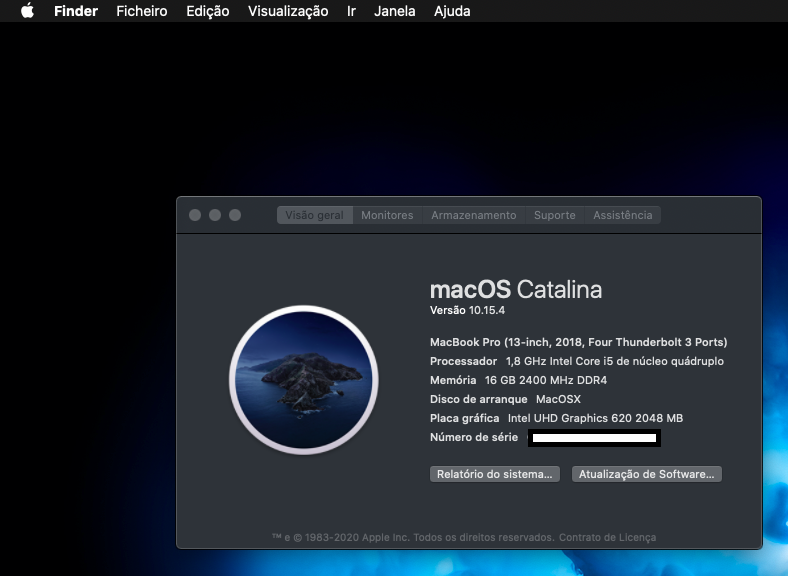 Finder Ficheiro Edição Visualização Ir Janela Ajuda
Visão geral Monitores Armazenamento Suporte Assistência
macOS Catalina
Versão 10.15.4
MacBook Pro (13-inch, 2018, Four Thunderbolt 3 Ports)
Processador 1,8 GHz Intel Core i5 de núcleo quádruplo
Memória 16 GB 2400 MHz DDR4
Disco de arranque MacOSX
Placa gráfica Intel UHD Graphics 620 2048 MB
Número de série
Relatório do sistema... Atualização de Software...
™ e © 1983-2020 Apple Inc. Todos os direitos reservados. Contrato de Licença